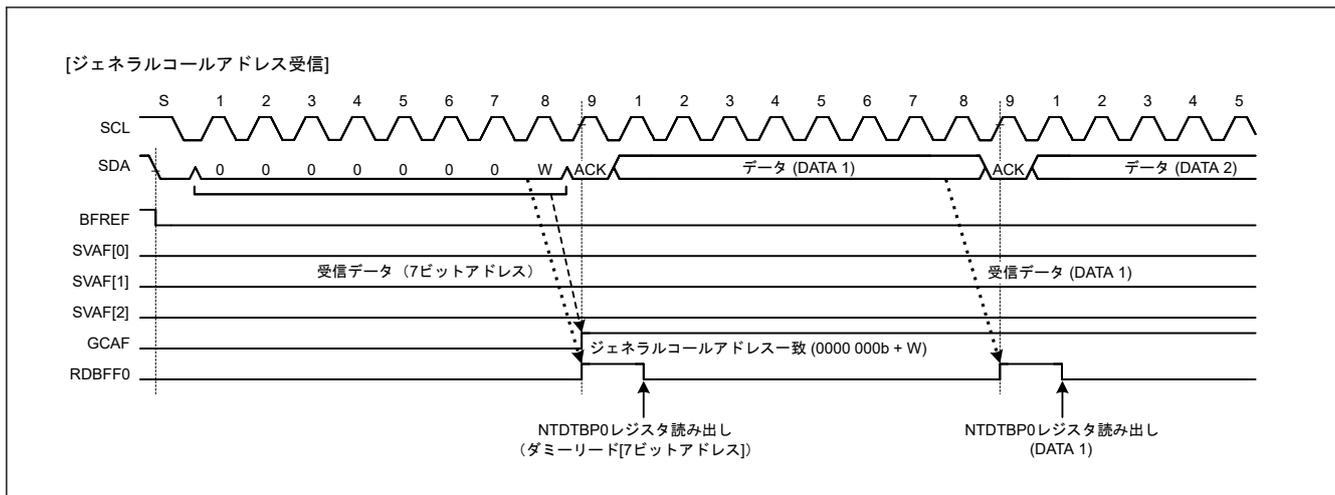 [ジェネラルコールアドレス受信]
S 1 2 3 4 5 6 7 8 9 1 2 3 4 5 6 7 8 9 1 2 3 4 5
SCL
SDA 0 0 0 0 0 0 0 W ACK データ (DATA 1) ACK データ (DATA 2)
BFREF
SVAF[0]
受信データ（7ビットアドレス） 受信データ (DATA 1)
SVAF[1]
SVAF[2]
GCAF
ジェネラルコールアドレス一致 (0000 000b + W)
RDBFF0
NTDTBP0レジスタ読み出し
（ダミーリード[7ビットアドレス]）
NTDTBP0レジスタ読み出し
(DATA 1)